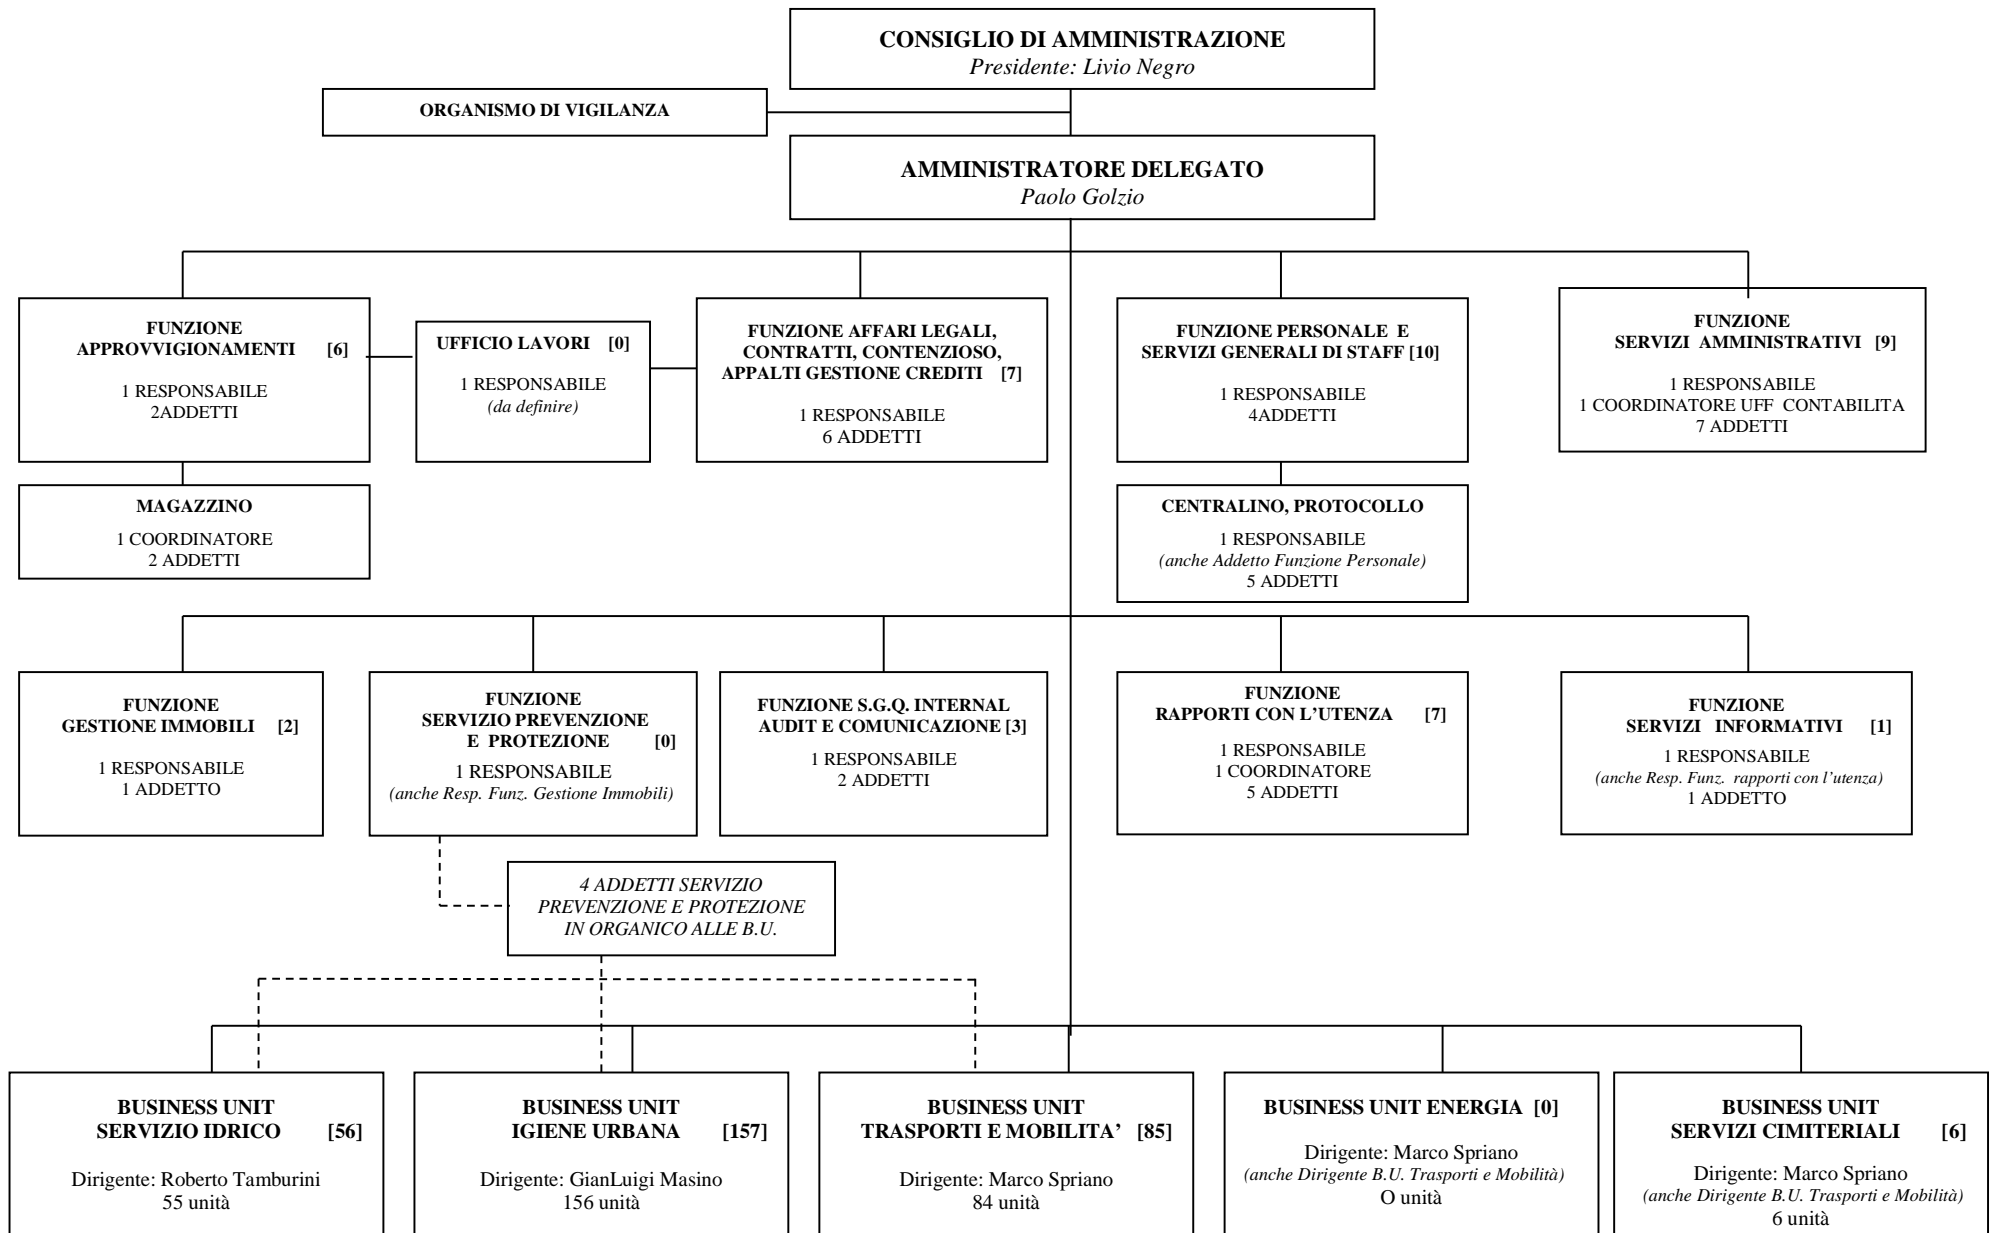 CONSIGLIO DI AMMINISTRAZIONE
Presidente: Livio Negro
ORGANISMO DI VIGILANZA
AMMINISTRATORE DELEGATO
Paolo Golzio
FUNZIONE
APPROVVIGIONAMENTI [6]
1 RESPONSABILE
2ADDETTI
UFFICIO LAVORI [0]
1 RESPONSABILE
(da definire)
FUNZIONE AFFARI LEGALI,
CONTRATTI, CONTENZIOSO,
APPALTI GESTIONE CREDITI [7]
1 RESPONSABILE
6 ADDETTI
FUNZIONE PERSONALE E
SERVIZI GENERALI DI STAFF [10]
1 RESPONSABILE
4ADDETTI
FUNZIONE
SERVIZI AMMINISTRATIVI [9]
1 RESPONSABILE
1 COORDINATORE UFF CONTABILITA
7 ADDETTI
MAGAZZINO
1 COORDINATORE
2 ADDETTI
CENTRALINO, PROTOCOLLO
1 RESPONSABILE
(anche Addetto Funzione Personale)
5 ADDETTI
FUNZIONE
GESTIONE IMMOBILI [2]
1 RESPONSABILE
1 ADDETTO
FUNZIONE
SERVIZIO PREVENZIONE
E PROTEZIONE [0]
1 RESPONSABILE
(anche Resp. Funz. Gestione Immobili)
FUNZIONE S.G.Q. INTERNAL
AUDIT E COMUNICAZIONE [3]
1 RESPONSABILE
2 ADDETTI
FUNZIONE
RAPPORTI CON L’UTENZA [7]
1 RESPONSABILE
1 COORDINATORE
5 ADDETTI
FUNZIONE
SERVIZI INFORMATIVI [1]
1 RESPONSABILE
(anche Resp. Funz. rapporti con l’utenza)
1 ADDETTO
4 ADDETTI SERVIZIO
PREVENZIONE E PROTEZIONE
IN ORGANICO ALLE B.U.
BUSINESS UNIT
SERVIZIO IDRICO [56]
Dirigente: Roberto Tamburini
55 unità
BUSINESS UNIT
IGIENE URBANA [157]
Dirigente: GianLuigi Masino
156 unità
BUSINESS UNIT
TRASPORTI E MOBILITA’ [85]
Dirigente: Marco Spriano
84 unità
BUSINESS UNIT ENERGIA [0]
Dirigente: Marco Spriano
(anche Dirigente B.U. Trasporti e Mobilità)
O unità
BUSINESS UNIT
SERVIZI CIMITERIALI [6]
Dirigente: Marco Spriano
(anche Dirigente B.U. Trasporti e Mobilità)
6 unità